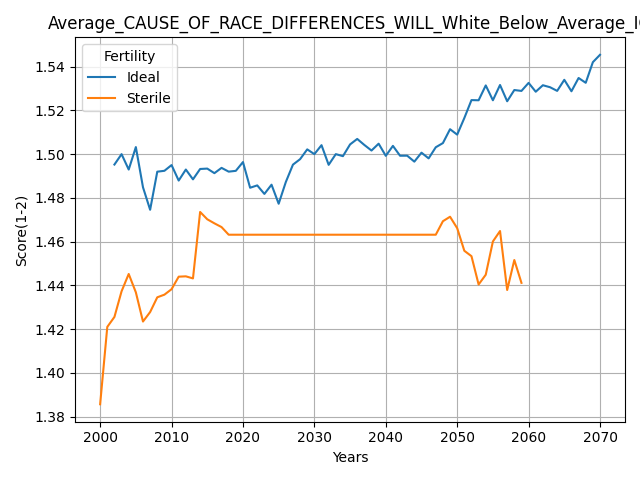 Average_CAUSE_OF_RACE_DIFFERENCES_WILL_White_Below_Average_I
Fertility
Ideal
Sterile
1.54
1.52
1.50
1.48
1.46
1.44
1.42
1.40
1.38
Score(1-2)
2000 2010 2020 2030 2040 2050 2060 2070
Years